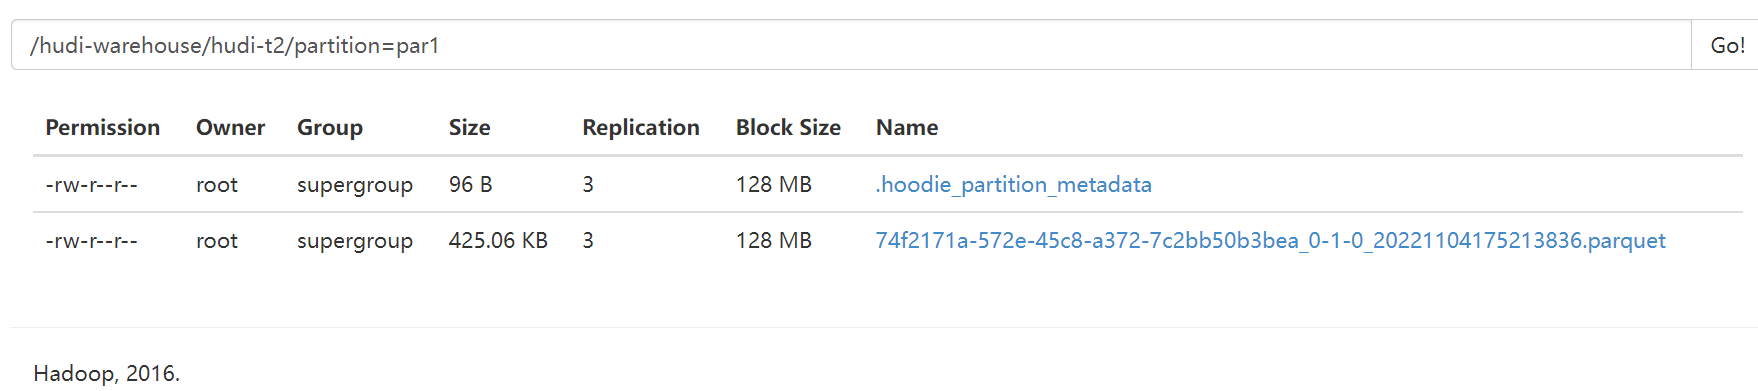 /hudi-warehouse/hudi-t2/partition=par1 Go!
Permission Owner Group Size Replication Block Size Name
-rw-r--r-- root supergroup 96 B 3 128 MB .hoodie_partition_metadata
-rw-r--r-- root supergroup 425.06 KB 3 128 MB 74f2171a-572e-45c8-a372-7c2bb50b3bea_0-1-0_20221104175213836.parquet
Hadoop, 2016.